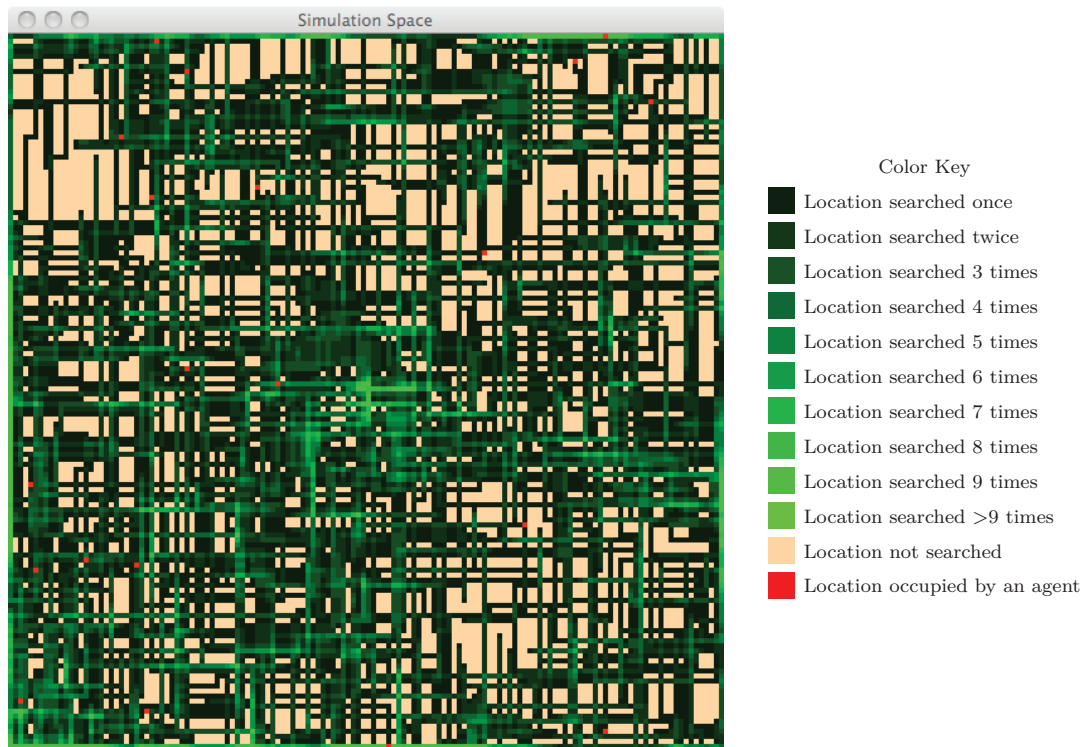 Simulation Space
Color Key
Location searched once
Location searched twice
Location searched 3 times
Location searched 4 times
Location searched 5 times
Location searched 6 times
Location searched 7 times
Location searched 8 times
Location searched 9 times
Location searched >9 times
Location not searched
Location occupied by an agent